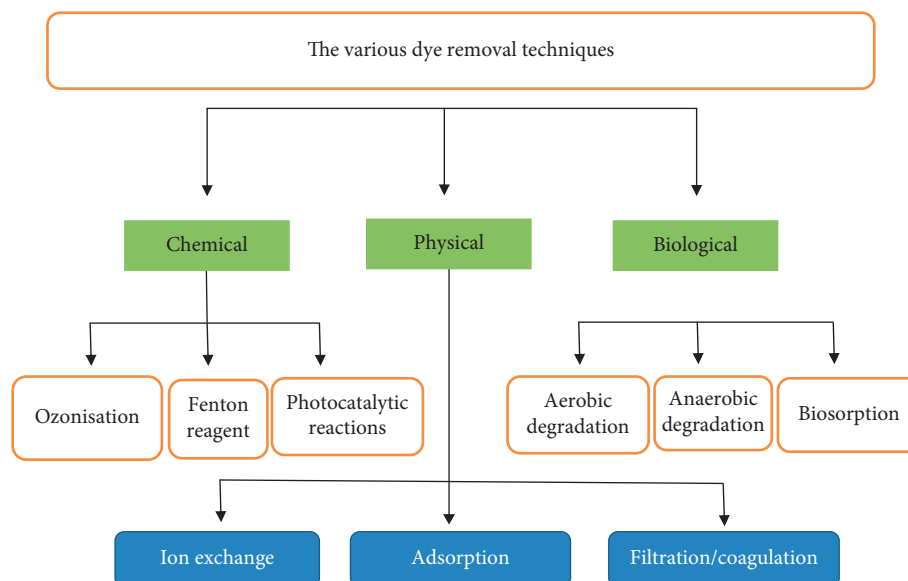 The various dye removal techniques
Chemical
Physical
Biological
Ozonisation
Fenton
reagent
Photocatalytic
reactions
Aerobic
degradation
Anaerobic
degradation
Biosorption
Ion exchange
Adsorption
Filtration/coagulation